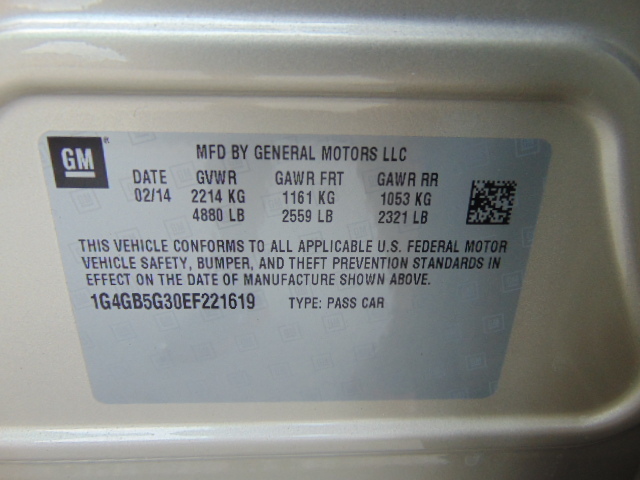 GM
MFD BY GENERAL MOTORS LLC
DATE GVWR GAWR FRT GAWR RR
02/14 2214 KG 1161 KG 1053 KG
4880 LB 2559 LB 2321 LB
THIS VEHICLE CONFORMS TO ALL APPLICABLE U.S. FEDERAL MOTOR
VEHICLE SAFETY, BUMPER, AND THEFT PREVENTION STANDARDS IN
EFFECT ON THE DATE OF MANUFACTURE SHOWN ABOVE.
1G4GB5G30EF221619 TYPE: PASS CAR